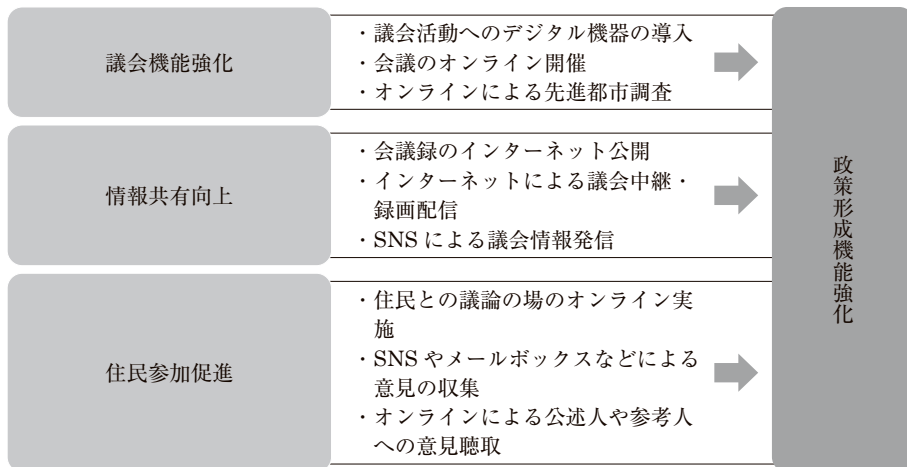 議会機能強化
・議会活動へのデジタル機器の導入
・会議のオンライン開催
・オンラインによる先進都市調査
情報共有向上
・会議録のインターネット公開
・インターネットによる議会中継・
録画配信
・SNS による議会情報発信
住民参加促進
・住民との議論の場のオンライン実
施
・SNS やメールボックスなどによる
意見の収集
・オンラインによる公述人や参考人
への意見聴取
政策形成機能強化